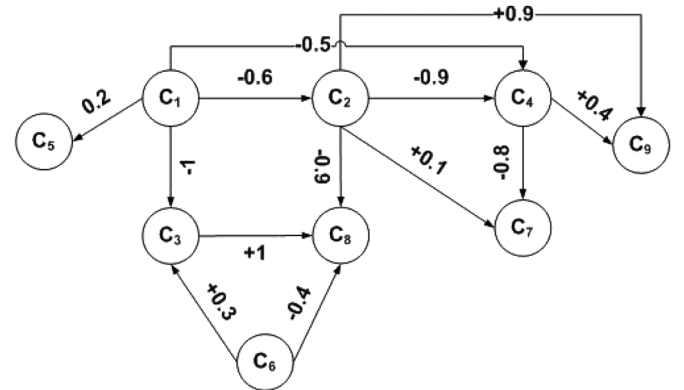 +0.9
-0.5
C₁
-0.6
C₂
-0.9
C₄
0.2
+0.4
C₅
C₉
-1
-0.9
+0.1
-0.8
C₃
+1
C₈
C₇
+0.3
-0.4
C₆